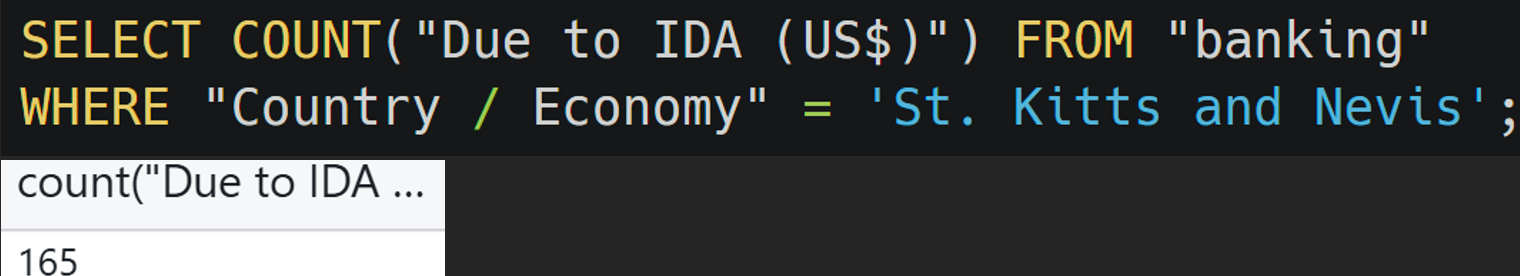 SELECT COUNT("Due to IDA (US$)") FROM "banking"
WHERE "Country / Economy" = 'St. Kitts and Nevis';
count("Due to IDA ...
165